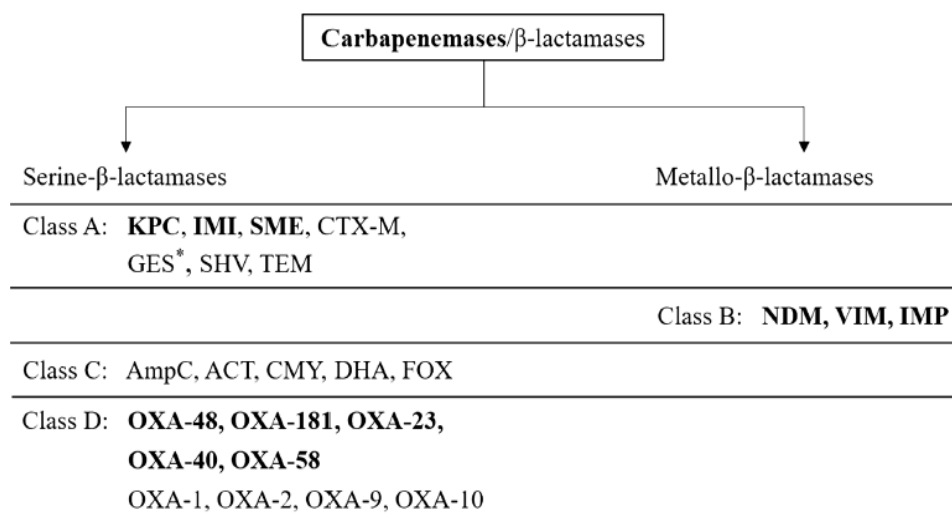 Carbapenemases/β-lactamases
Serine-β-lactamases
Metallo-β-lactamases
Class A: KPC, IMI, SME, CTX-M,
GES*, SHV, TEM
Class B: NDM, VIM, IMP
Class C: AmpC, ACT, CMY, DHA, FOX
Class D: OXA-48, OXA-181, OXA-23,
OXA-40, OXA-58
OXA-1, OXA-2, OXA-9, OXA-10